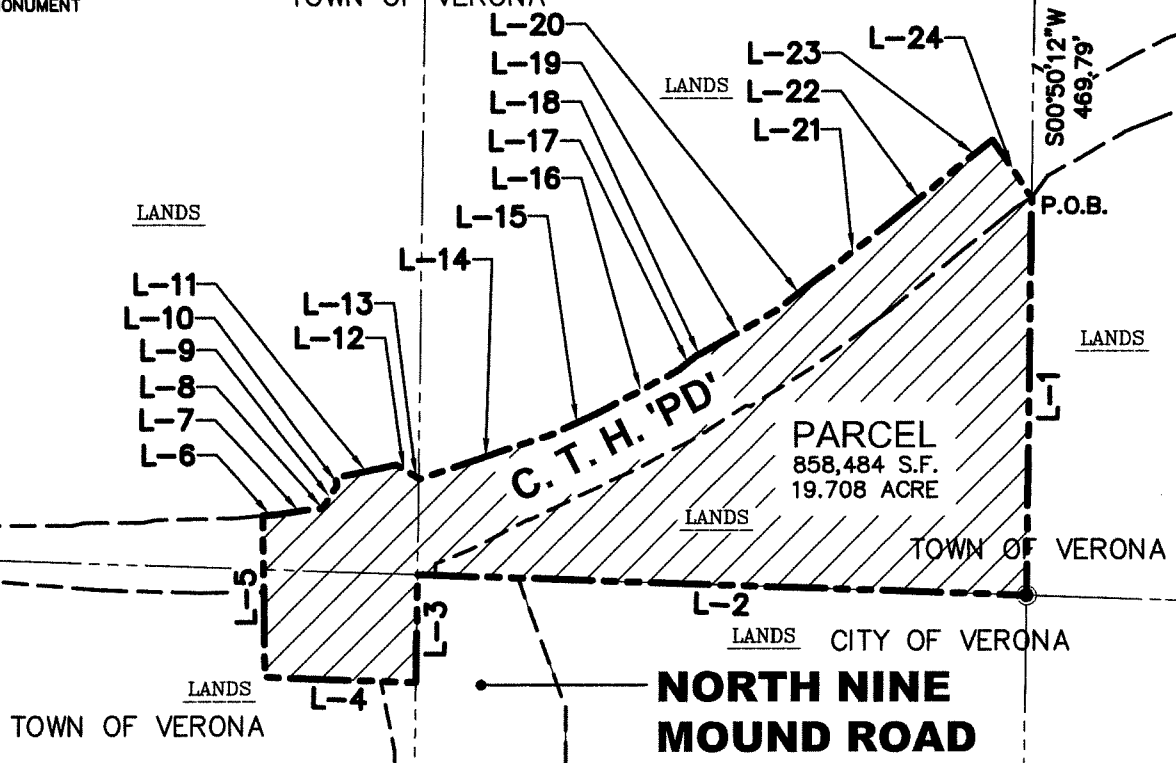 MONUMENT
TOWN OF VERONA
L-20
L-19
L-18
L-17
L-16
L-15
L-14
L-23
L-24
LANDS
L-22
L-21
S00°50'12"W
469.79'
P.O.B.
LANDS
L-11
L-10
L-9
L-8
L-7
L-6
L-13
L-12
LANDS
L-1
C. T. H. 'PD'
PARCEL
858,484 S.F.
19.708 ACRE
LANDS
TOWN OF VERONA
L-5
L-3
L-2
LANDS
CITY OF VERONA
LANDS
L-4
TOWN OF VERONA
NORTH NINE
MOUND ROAD